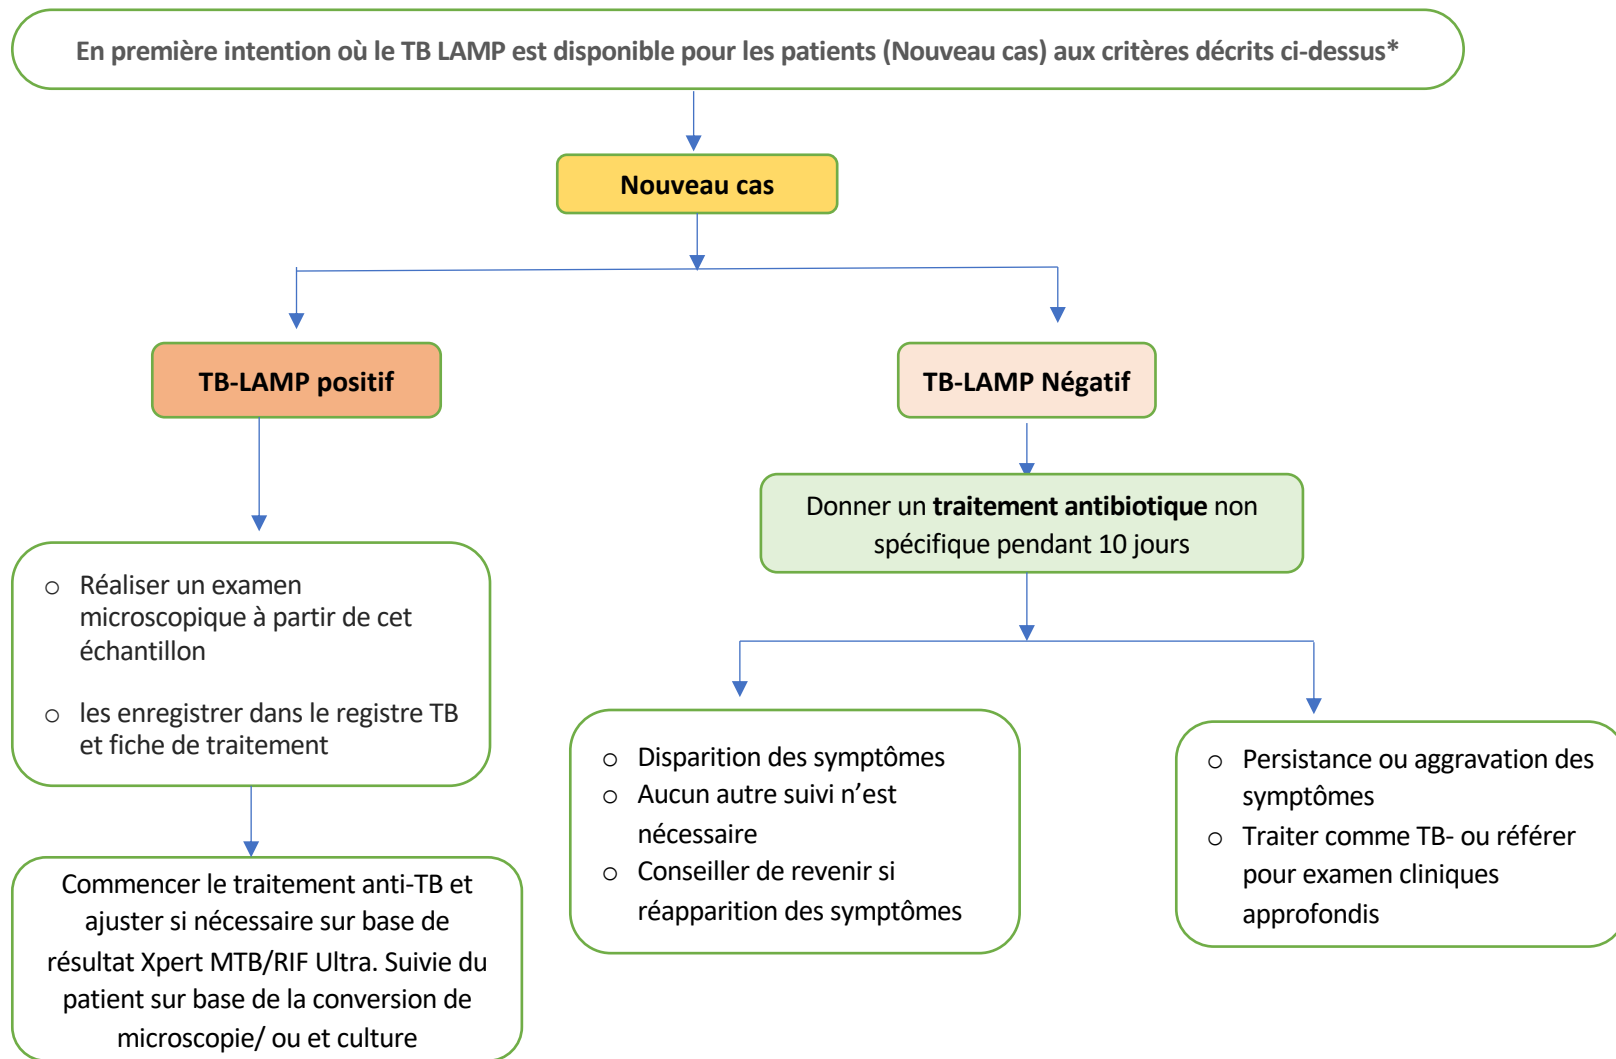 En première intention où le TB LAMP est disponible pour les patients (Nouveau cas) aux critères décrits ci-dessus*
Nouveau cas
TB-LAMP positif
TB-LAMP Négatif
Donner un traitement antibiotique non
spécifique pendant 10 jours
o Réaliser un examen
microscopique à partir de cet
échantillon
o les enregistrer dans le registre TB
et fiche de traitement
o Disparition des symptômes
o Aucun autre suivi n’est
nécessaire
o Conseiller de revenir si
réapparition des symptômes
o Persistance ou aggravation des
symptômes
o Traiter comme TB- ou référer
pour examen cliniques
approfondis
Commencer le traitement anti-TB et
ajuster si nécessaire sur base de
résultat Xpert MTB/RIF Ultra. Suivie du
patient sur base de la conversion de
microscopie/ ou et culture